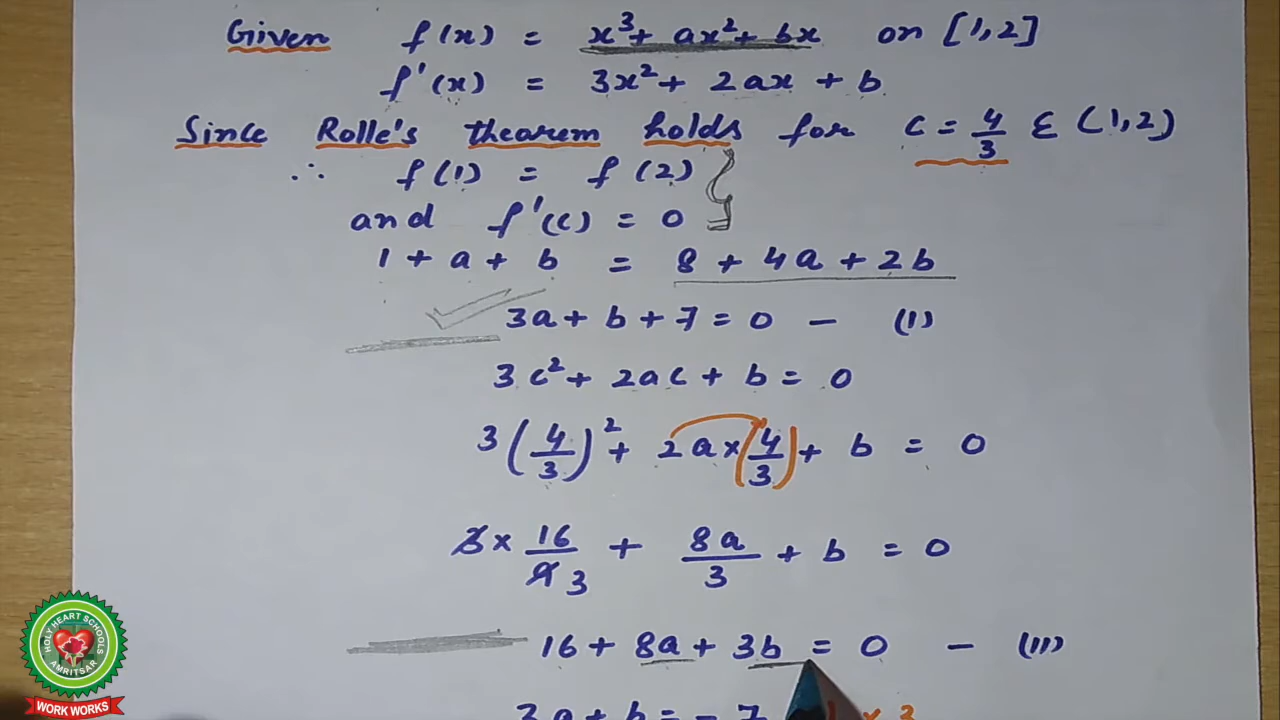 Given f(x) = x³ + ax² + bx on [1,2]
f'(x) = 3x² + 2ax + b
Since Rolle's theorem holds for c = 4/3 ε (1,2)
∴ f(1) = f(2)
and f'(c) = 0
1 + a + b = 8 + 4a + 2b
3a + b + 7 = 0 - (I)
3c² + 2ac + b = 0
3(4/3)² + 2a×(4/3) + b = 0
3 × 16/9 3 + 8a/3 + b = 0
16 + 8a + 3b = 0 - (II)
3a + b = - 7 × 3
HOLY HEART SCHOOLS
AMRITSAR
WORK WORKS